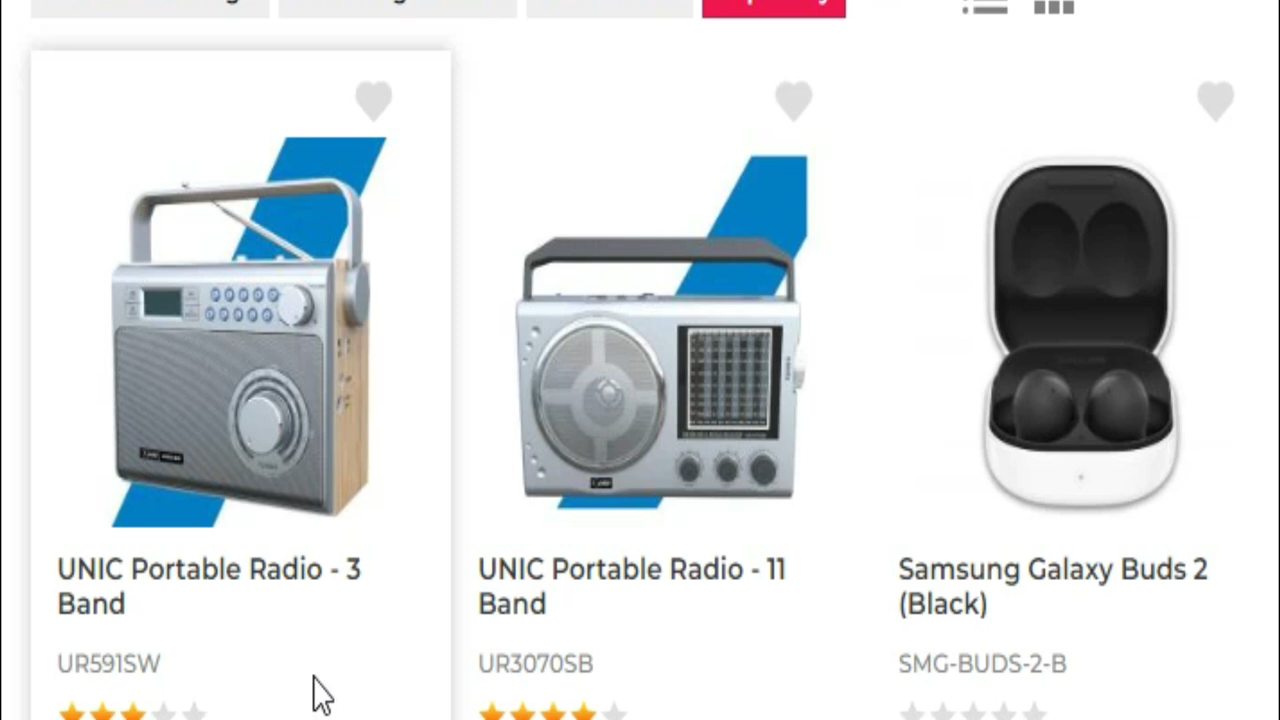 UNIC Portable Radio - 3
Band
UR591SW
UNIC Portable Radio - 11
Band
UR3070SB
Samsung Galaxy Buds 2
(Black)
SMG-BUDS-2-B